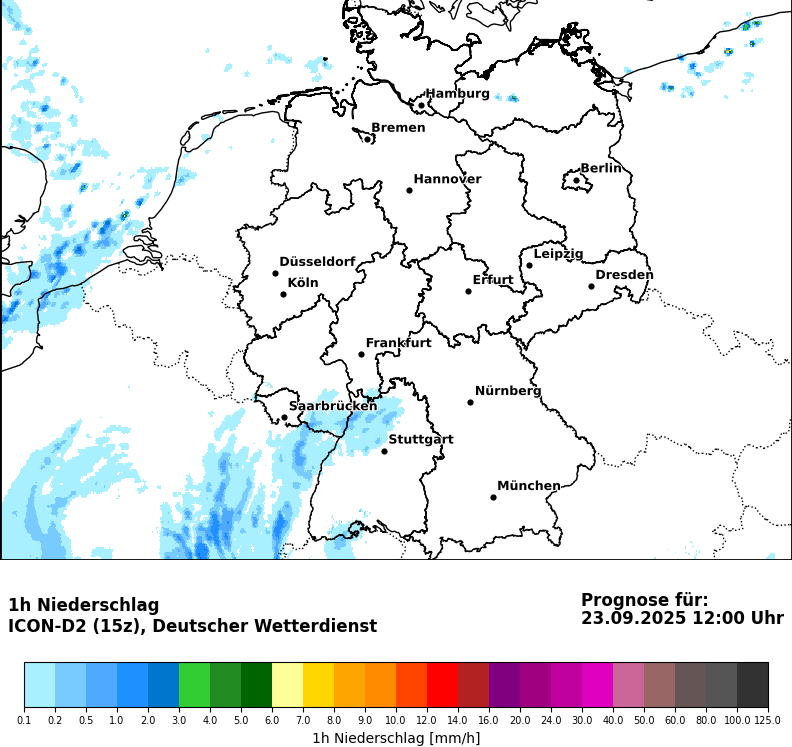 Hamburg
Bremen
Berlin
Hannover
Leipzig
Düsseldorf
Dresden
Köln
Erfurt
Frankfurt
Nürnberg
Saarbrücken
Stuttgart
München
1h Niederschlag
ICON-D2 (15z), Deutscher Wetterdienst
Prognose für:
23.09.2025 12:00 Uhr
0.1 0.2 0.5 1.0 2.0 3.0 4.0 5.0 6.0 7.0 8.0 9.0 10.0 12.0 14.0 16.0 20.0 24.0 30.0 40.0 50.0 60.0 80.0 100.0 125.0
1h Niederschlag [mm/h]